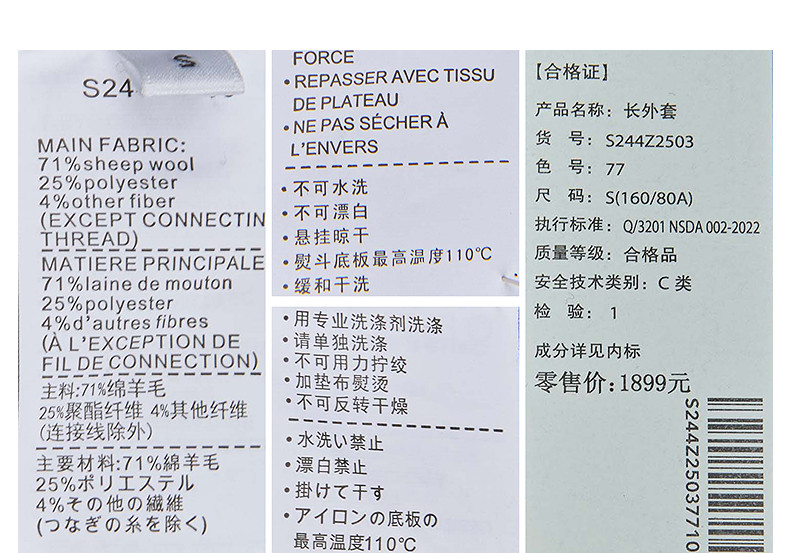 S
S24
MAIN FABRIC:
71%sheep wool
25%polyester
4%other fiber
(EXCEPT CONNECTIN
THREAD)
MATIERE PRINCIPALE
71%laine de mouton
25%polyester
4%d'autres fibres
(À L'EXCEPTION DE
FIL DE CONNECTION)
主料:71%绵羊毛
25%聚酯纤维 4%其他纤维
(连接线除外)
主要材料:71%綿羊毛
25%ポリエステル
4%その他の繊維
(つなぎの糸を除く)
FORCE
•REPASSER AVEC TISSU
DE PLATEAU
•NE PAS SÉCHER À
L'ENVERS
•不可水洗
•不可漂白
•悬挂晾干
•熨斗底板最高温度110℃
•缓和干洗
•用专业洗涤剂洗涤
•请单独洗涤
•不可用力拧绞
•加垫布熨烫
•不可反转干燥
•水洗い禁止
•漂白禁止
•掛けて干す
•アイロンの底板の
最高温度110℃
【合格证】
产品名称：长外套
货 号：S244Z2503
色 号：77
尺 码：S(160/80A)
执行标准：Q/3201 NSDA 002-2022
质量等级：合格品
安全技术类别：C 类
检 验：1
成分详见内标
零售价:1899元
S244Z25037710